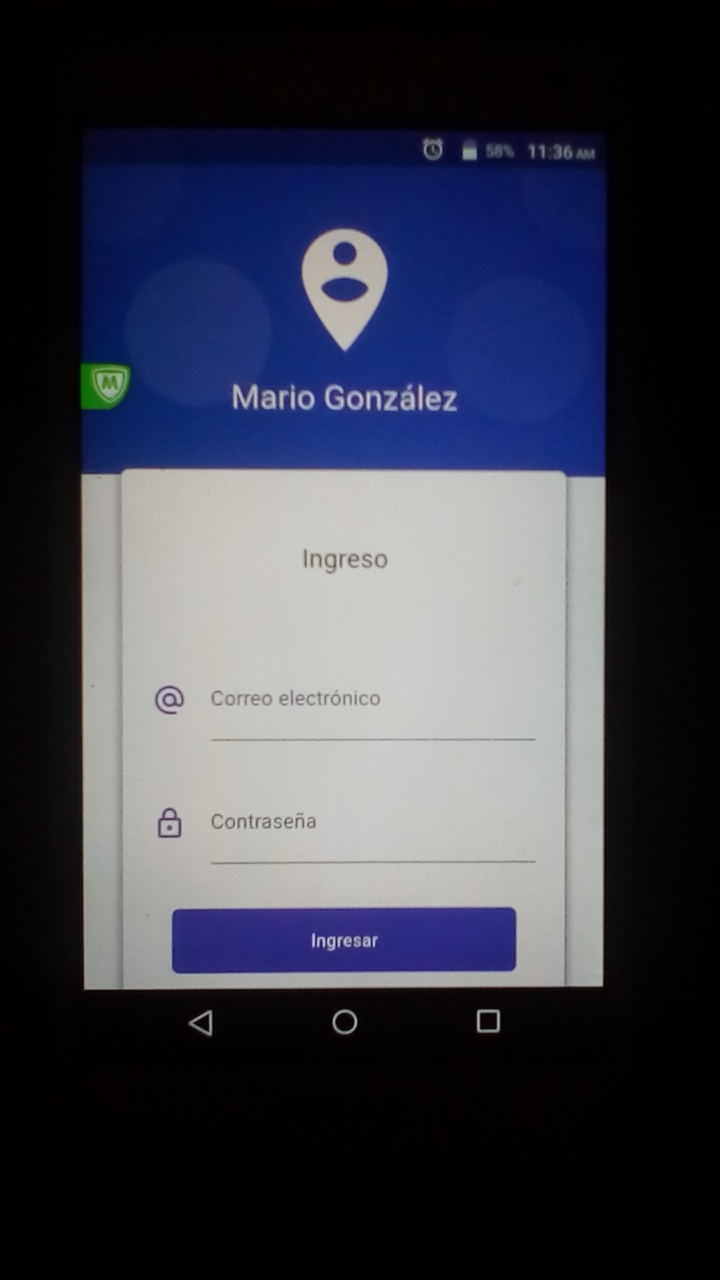 58% 11:36 AM
M
Mario González
Ingreso
Correo electrónico
Contraseña
Ingresar